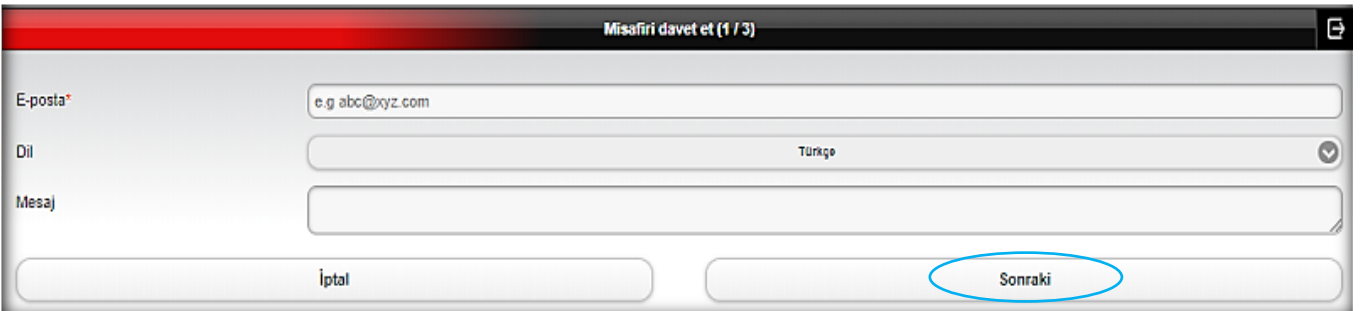 Misafiri davet et (1 / 3)
E-posta*
e.g abc@xyz.com
Dil
Türkçe
Mesaj
İptal
Sonraki